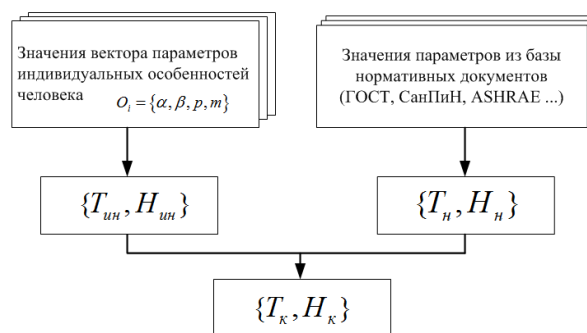 Значения вектора параметров
индивидуальных особенностей
человека O_l = {α, β, p, m}
Значения параметров из базы
нормативных документов
(ГОСТ, СанПиН, ASHRAE ...)
{T_ин, H_ин}
{T_н, H_н}
{T_к, H_к}